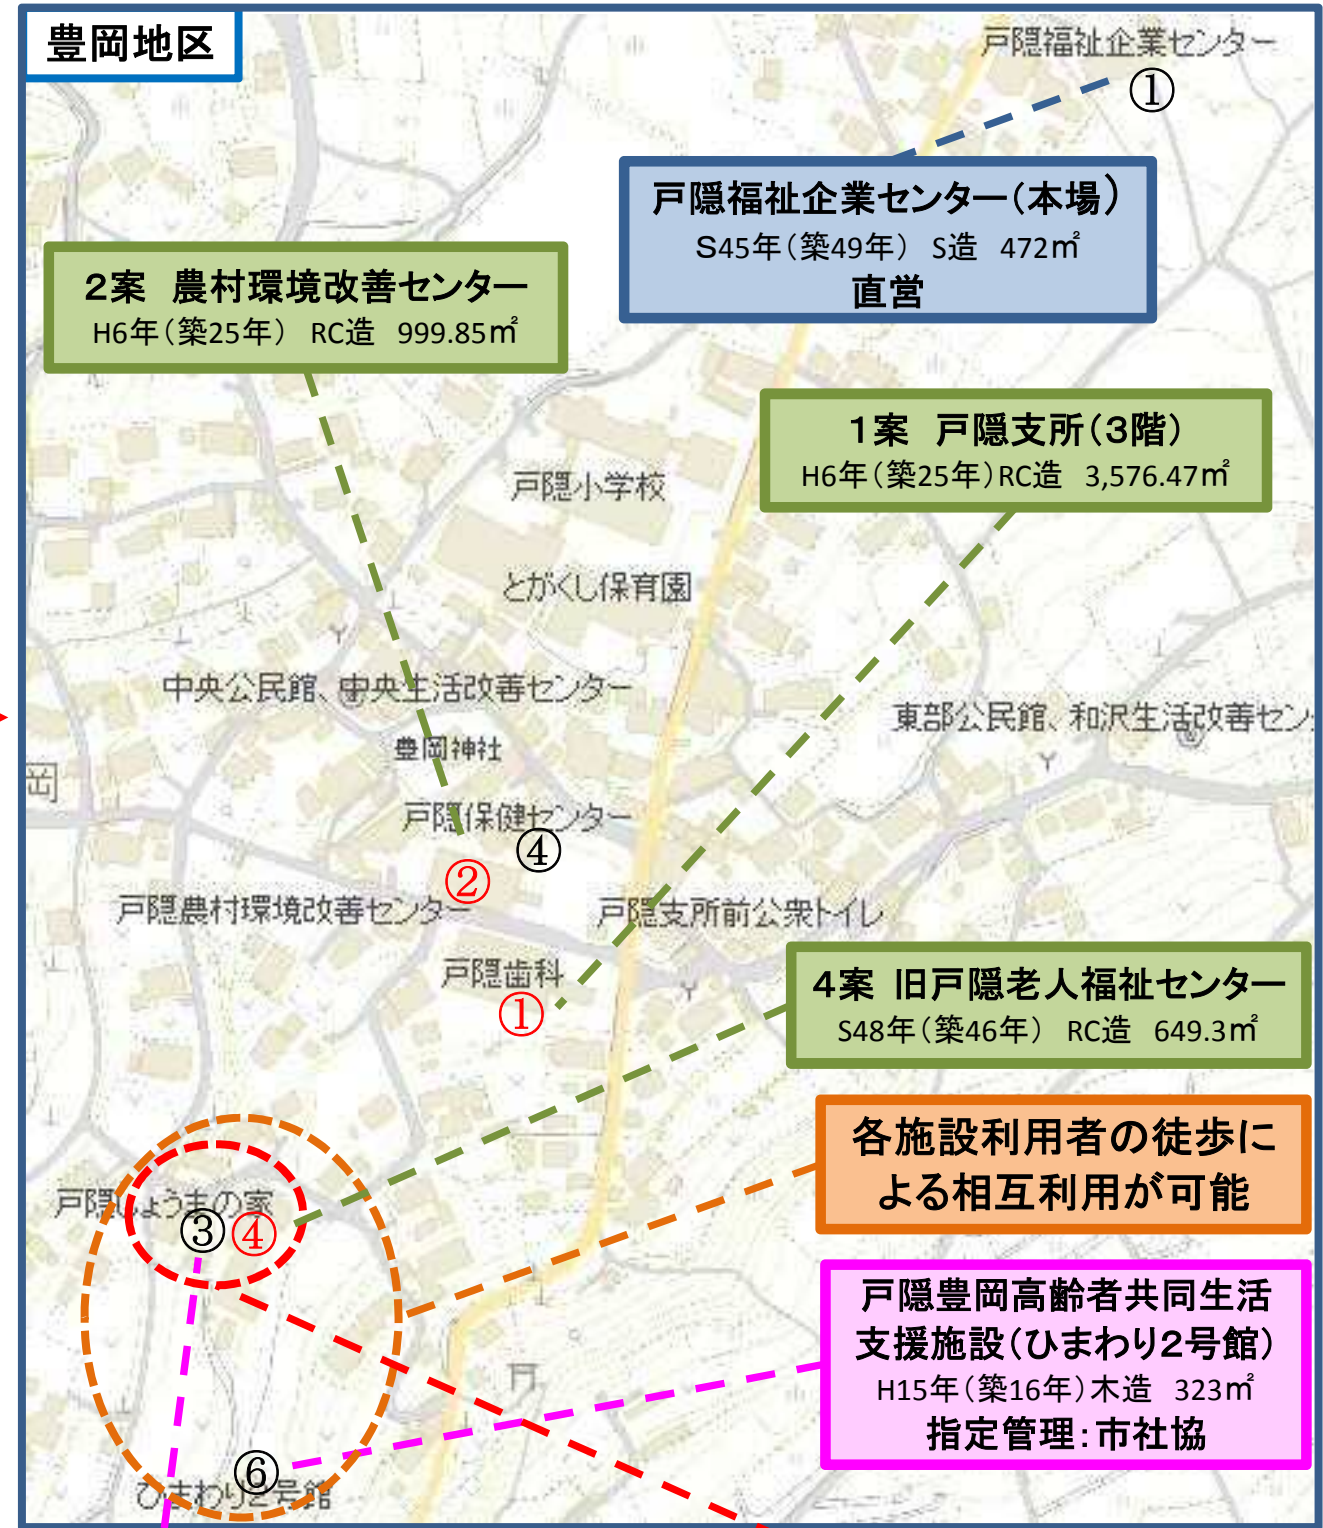 豊岡地区
戸隠福祉企業センター
①
戸隠福祉企業センター(本場)
S45年(築49年) S造 472㎡
直営
2案 農村環境改善センター
H6年(築25年) RC造 999.85㎡
1案 戸隠支所(3階)
H6年(築25年)RC造 3,576.47㎡
戸隠小学校
とがくし保育園
中央公民館、中央生活改善センター
東部公民館、和沢生活改善セン
豊岡神社
岡
戸隠保健センター
④
②
戸隠農村環境改善センター
戸隠支所前公衆トイレ
戸隠歯科
①
4案 旧戸隠老人福祉センター
S48年(築46年) RC造 649.3㎡
各施設利用者の徒歩に
よる相互利用が可能
戸隠しょうまの家
③ ④
戸隠豊岡高齢者共同生活
支援施設(ひまわり2号館)
H15年(築16年)木造 323㎡
指定管理:市社協
⑥
ひまわり2号館